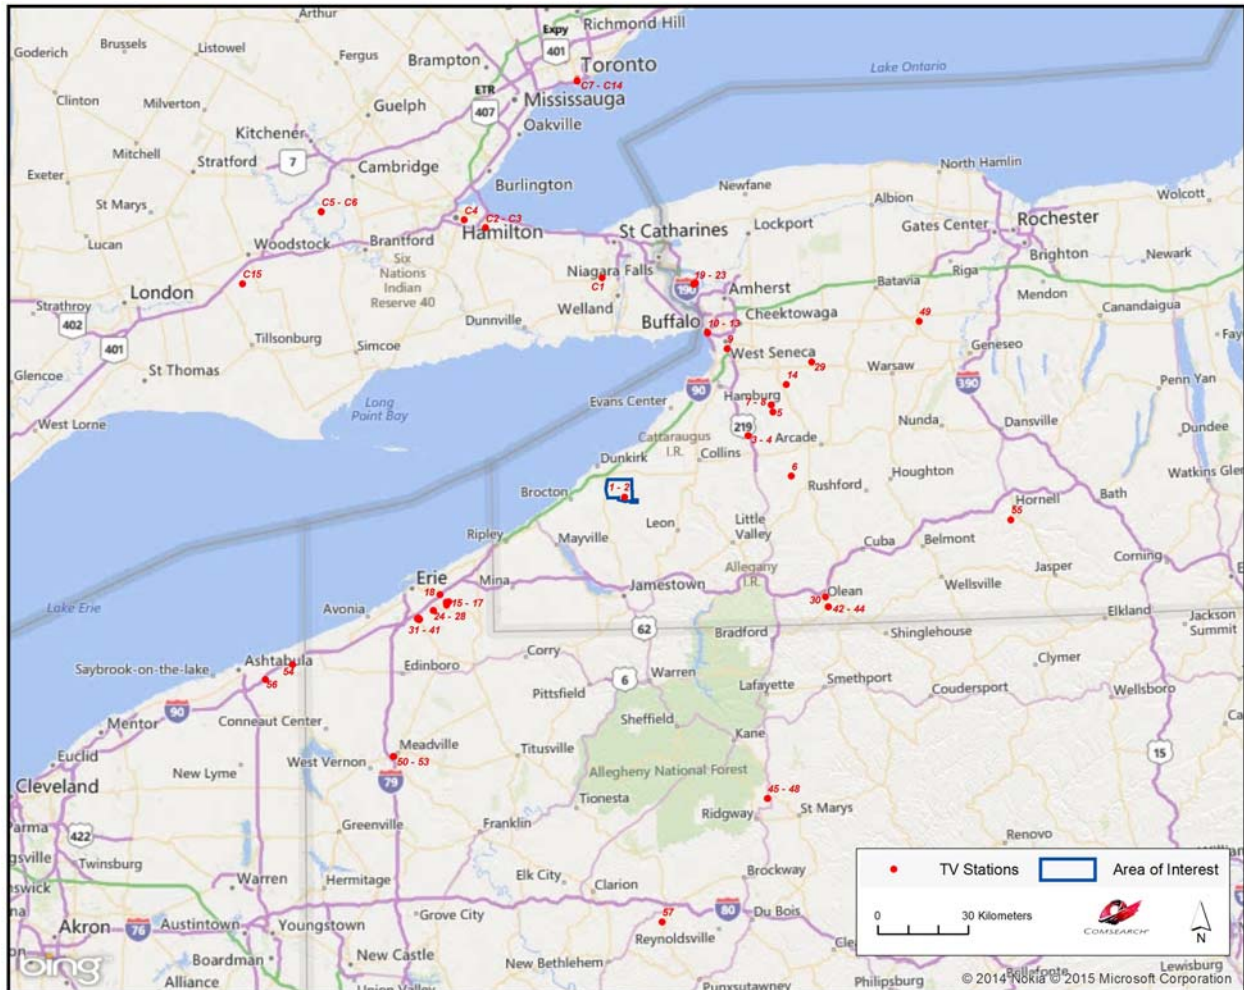 Arthur
Expy
401
Richmond Hill
Goderich
Brussels
Listowel
Fergus
Brampton
Toronto
C7 - C14
Lake Ontario
Clinton
Milverton
Guelph
ETR
407
Mississauga
Oakville
Kitchener
7
Mitchell
Stratford
Cambridge
Exeter
Burlington
North Hamlin
St Marys
C5 - C6
C4
C2 - C3
Hamilton
Newfane
Albion
Wolcott
Lucan
Woodstock
Brantford
St Catharines
Lockport
Gates Center
Rochester
Brighton
Newark
Six
Nations
Indian
Reserve 40
C15
Niagara Falls
C1
190
19 - 23
Amherst
Batavia
Riga
Mendon
Canandaigua
London
Strathroy
402
401
Welland
Dunnville
Buffalo
10 - 13
Cheektowaga
49
Tillsonburg
Simcoe
9
West Seneca
29
Warsaw
Geneseo
390
Glencoe
St Thomas
90
14
Hamburg
7 - 8
5
Penn Yan
Long
Point Bay
Evans Center
Nunda
Dansville
Dundee
West Lorne
Cattaraugus
I.R.
219
3 - 4
Arcade
Collins
Dunkirk
6
Rushford
Houghton
Watkins Glen
Brocton
1 - 2
Hornell
55
Bath
Leon
Little
Valley
Ripley
Mayville
Cuba
Belmont
Corning
Allegany
I.R.
Jasper
Erie
Mina
Jamestown
Olean
30
42 - 44
Wellsville
Elkland
Lake Erie
Avonia
18
15 - 17
24 - 28
31 - 41
62
Bradford
Shinglehouse
Jackson
Summit
Saybrook-on-the-lake
Ashtabula
54
56
Edinboro
Corry
Warren
6
Lafayette
Smethport
Clymer
Coudersport
Wellsboro
Pittsfield
90
Mentor
Conneaut Center
Sheffield
Kane
15
Euclid
New Lyme
West Vernon
Meadville
50 - 53
Titusville
Cleveland
79
Allegheny National Forest
45 - 48
Tionesta
Ridgway
St Marys
Parma
422
Greenville
Franklin
Renovo
Twinsburg
Brockway
Warren
Hermitage
Elk City
Clarion
TV Stations
Area of Interest
Akron
76
Austintown
Youngstown
Grove City
57
80
Du Bois
Reynoldsville
0
30 Kilometers
COMSEARCH
N
Boardman
New Castle
New Bethlehem
bing
Alliance
Union Valley
Punxsutawney
Philipsburg
Bellefonte
Lewisburg
© 2014 Nokia © 2015 Microsoft Corporation